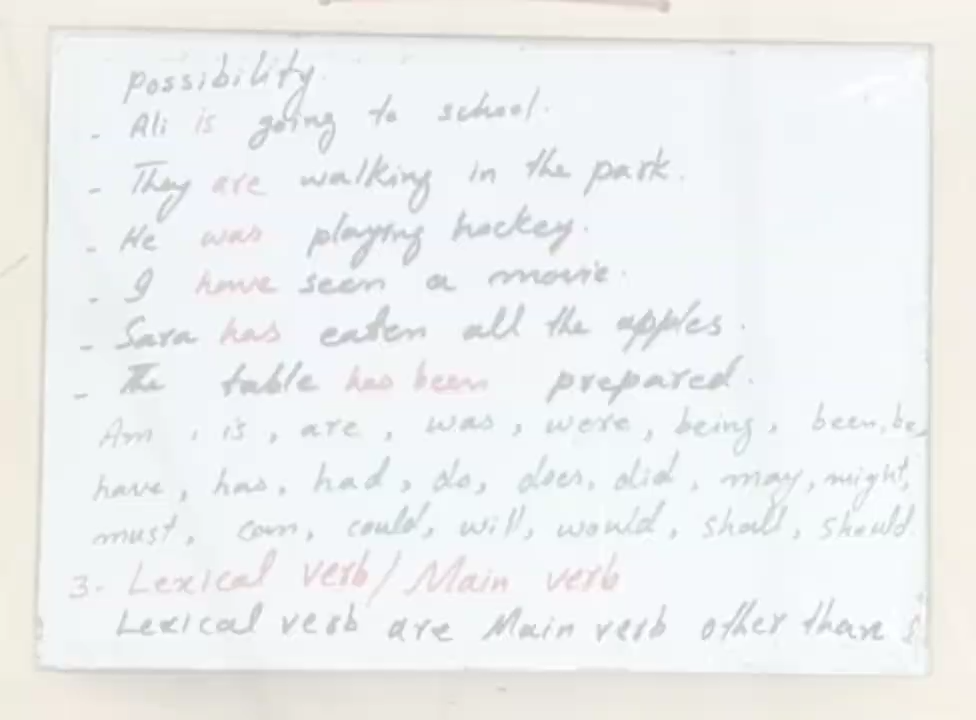 Possibility.
- Ali is going to school.
- They are walking in the park.
- He was playing hockey.
- I have seen a movie.
- Sara has eaten all the apples.
- The table has been prepared.
Am, is, are, was, were, being, been, be,
have, has, had, do, does, did, may, might,
must, can, could, will, would, shall, should.
3. Lexical verb/Main verb
Lexical verb are Main verb other than